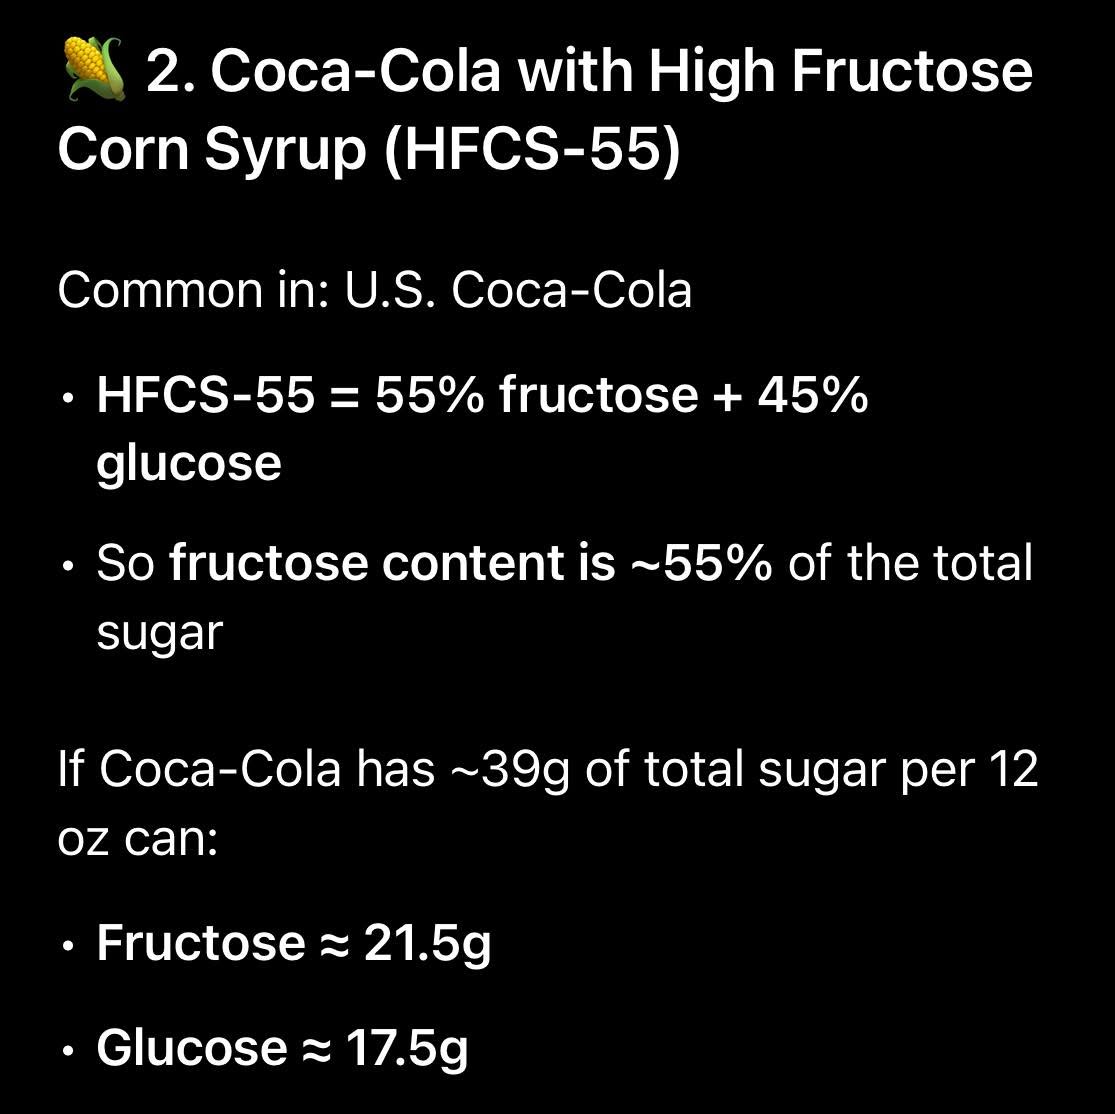 🌽 2. Coca-Cola with High Fructose
Corn Syrup (HFCS-55)
Common in: U.S. Coca-Cola
• HFCS-55 = 55% fructose + 45%
glucose
• So fructose content is ~55% of the total
sugar
If Coca-Cola has ~39g of total sugar per 12
oz can:
• Fructose ≈ 21.5g
• Glucose ≈ 17.5g